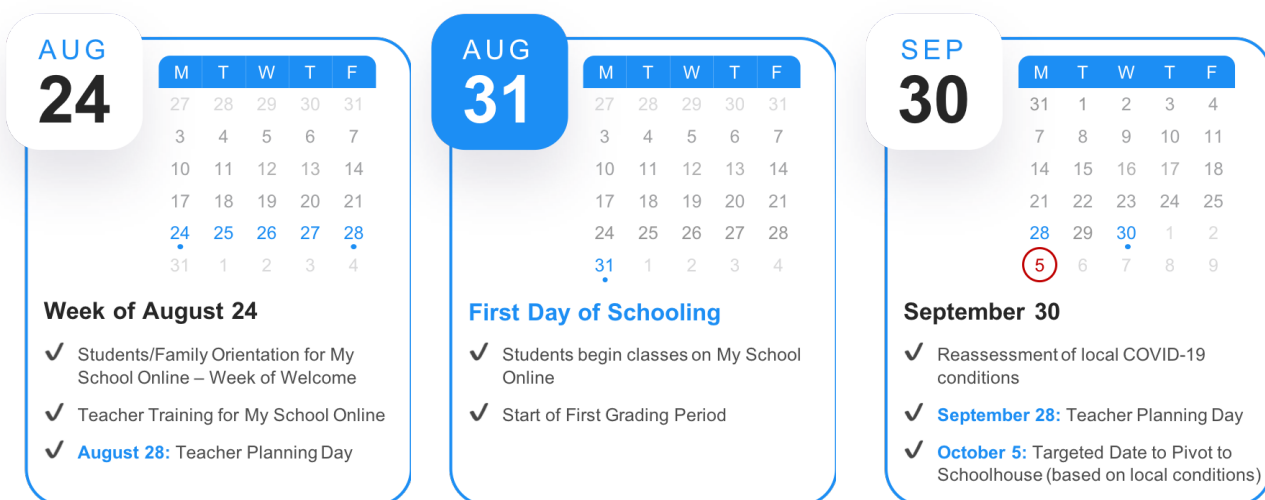 AUG
24
M T W T F
27 28 29 30 31
3 4 5 6 7
10 11 12 13 14
17 18 19 20 21
24 25 26 27 28
31 1 2 3 4
Week of August 24
Students/Family Orientation for My
School Online – Week of Welcome
Teacher Training for My School Online
August 28: Teacher Planning Day
AUG
31
M T W T F
27 28 29 30 31
3 4 5 6 7
10 11 12 13 14
17 18 19 20 21
24 25 26 27 28
31 1 2 3 4
First Day of Schooling
Students begin classes on My School
Online
Start of First Grading Period
SEP
30
M T W T F
31 1 2 3 4
7 8 9 10 11
14 15 16 17 18
21 22 23 24 25
28 29 30 1 2
5 6 7 8 9
September 30
Reassessment of local COVID-19
conditions
September 28: Teacher Planning Day
October 5: Targeted Date to Pivot to
Schoolhouse (based on local conditions)